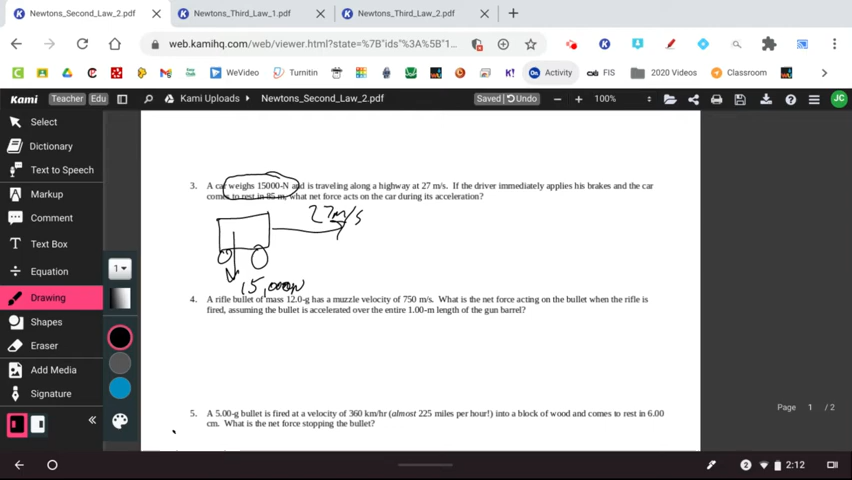 Newtons_Second_Law_2.pdf
Newtons_Third_Law_1.pdf
Newtons_Third_Law_2.pdf
web.kamihq.com/web/viewer.html?state=%7B"ids"%3A%5B"1...
WeVideo
Turnitin
K!
On Activity
FIS
2020 Videos
Classroom
Kami Teacher Edu
Kami Uploads
Newtons_Second_Law_2.pdf
Saved Undo
100%
JC
Select
Dictionary
Text to Speech
Markup
Comment
Text Box
Equation
Drawing
Shapes
Eraser
Add Media
Signature
1
3. A car weighs 15000-N and is traveling along a highway at 27 m/s. If the driver immediately applies his brakes and the car
comes to rest in 85 m, what net force acts on the car during its acceleration?
27 m/s
15,000N
4. A rifle bullet of mass 12.0-g has a muzzle velocity of 750 m/s. What is the net force acting on the bullet when the rifle is
fired, assuming the bullet is accelerated over the entire 1.00-m length of the gun barrel?
5. A 5.00-g bullet is fired at a velocity of 360 km/hr (almost 225 miles per hour!) into a block of wood and comes to rest in 6.00
cm. What is the net force stopping the bullet?
Page 1 / 2
2 2:12